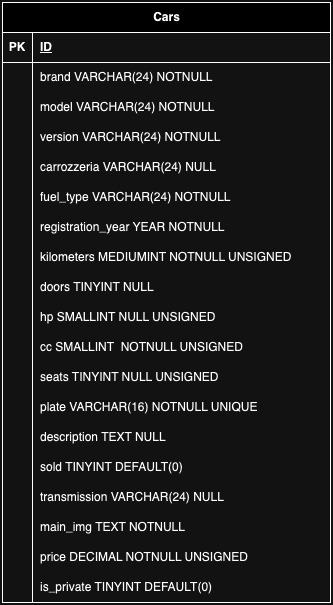 Cars
PK ID
brand VARCHAR(24) NOTNULL
model VARCHAR(24) NOTNULL
version VARCHAR(24) NOTNULL
carrozzeria VARCHAR(24) NULL
fuel_type VARCHAR(24) NOTNULL
registration_year YEAR NOTNULL
kilometers MEDIUMINT NOTNULL UNSIGNED
doors TINYINT NULL
hp SMALLINT NULL UNSIGNED
cc SMALLINT  NOTNULL UNSIGNED
seats TINYINT NULL UNSIGNED
plate VARCHAR(16) NOTNULL UNIQUE
description TEXT NULL
sold TINYINT DEFAULT(0)
transmission VARCHAR(24) NULL
main_img TEXT NOTNULL
price DECIMAL NOTNULL UNSIGNED
is_private TINYINT DEFAULT(0)